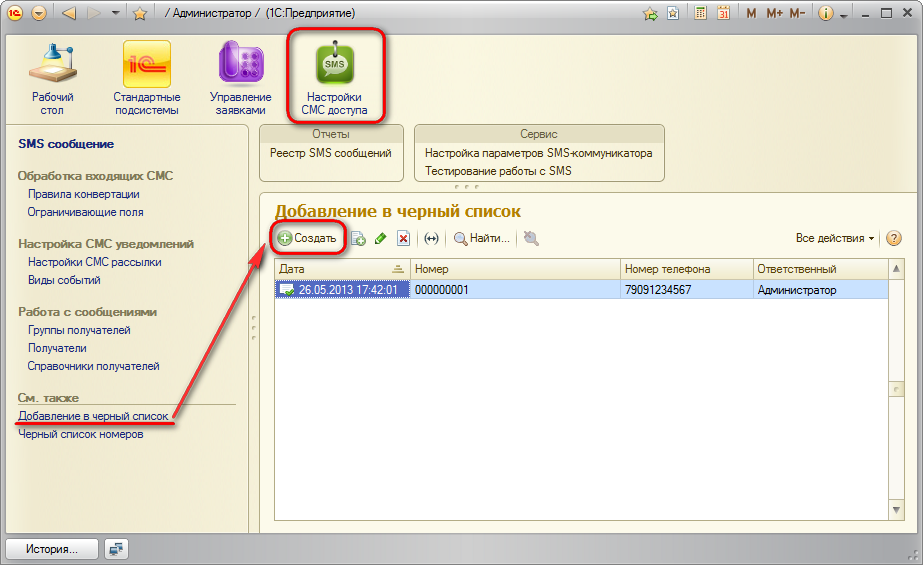 / Администратор / (1С:Предприятие)
31
M M+ M-
Рабочий
стол
Стандартные
подсистемы
Управление
заявками
SMS
Настройки
СМС доступа
SMS сообщение
Обработка входящих СМС
Правила конвертации
Ограничивающие поля
Настройка СМС уведомлений
Настройки СМС рассылки
Виды событий
Работа с сообщениями
Группы получателей
Получатели
Справочники получателей
См. также
Добавление в черный список
Черный список номеров
Отчеты
Реестр SMS сообщений
Сервис
Настройка параметров SMS-коммуникатора
Тестирование работы с SMS
Добавление в черный список
Создать
Найти...
Все действия
Дата Номер Номер телефона Ответственный
26.05.2013 17:42:01 000000001 79091234567 Администратор
История...